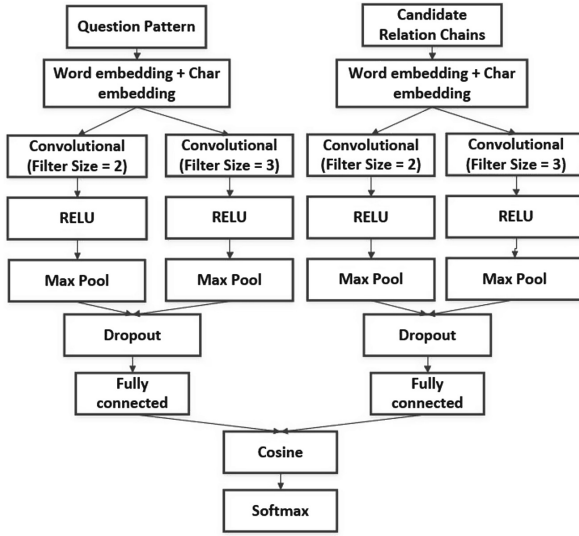 Question Pattern
Candidate
Relation Chains
Word embedding + Char
embedding
Word embedding + Char
embedding
Convolutional
(Filter Size = 2)
Convolutional
(Filter Size = 3)
Convolutional
(Filter Size = 2)
Convolutional
(Filter Size = 3)
RELU
RELU
RELU
RELU
Max Pool
Max Pool
Max Pool
Max Pool
Dropout
Dropout
Fully
connected
Fully
connected
Cosine
Softmax